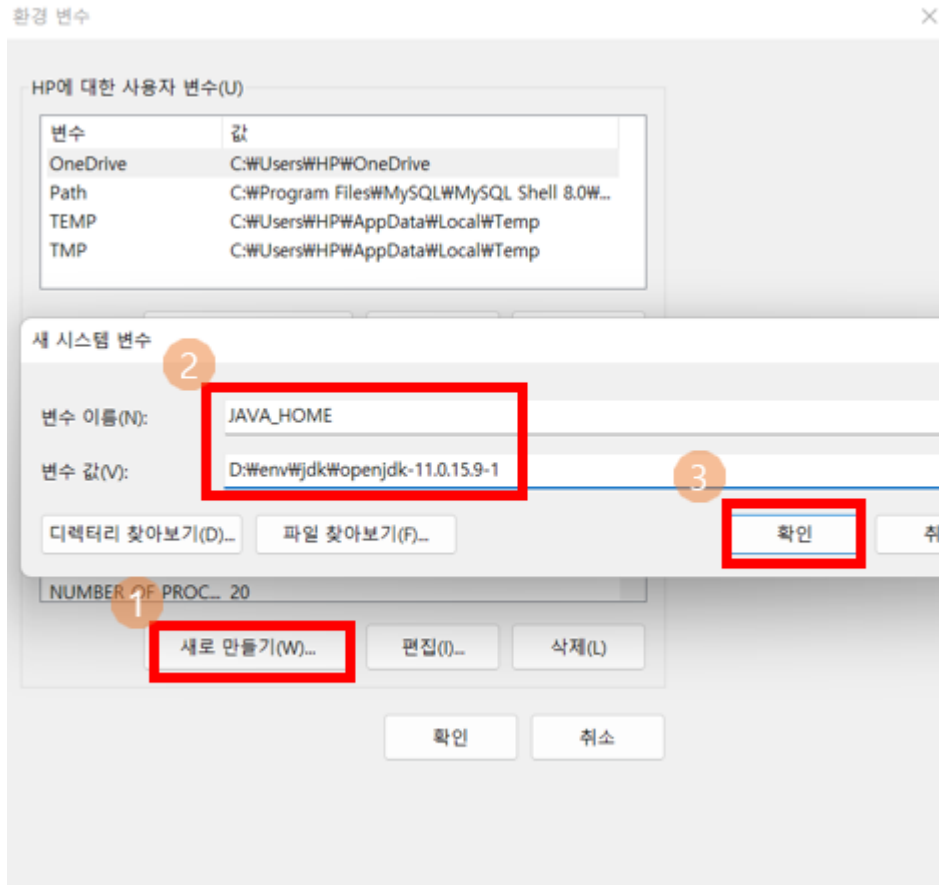 환경 변수
HP에 대한 사용자 변수(U)
변수 값
OneDrive C:₩Users₩HP₩OneDrive
Path C:₩Program Files₩MySQL₩MySQL Shell 8.0₩...
TEMP C:₩Users₩HP₩AppData₩Local₩Temp
TMP C:₩Users₩HP₩AppData₩Local₩Temp
새 시스템 변수
2
변수 이름(N): JAVA_HOME
변수 값(V): D:₩env₩jdk₩openjdk-11.0.15.9-1
3
디렉터리 찾아보기(D)... 파일 찾아보기(F)... 확인 취
NUMBER OF PROC... 20
1
새로 만들기(W)... 편집(I)... 삭제(L)
확인 취소